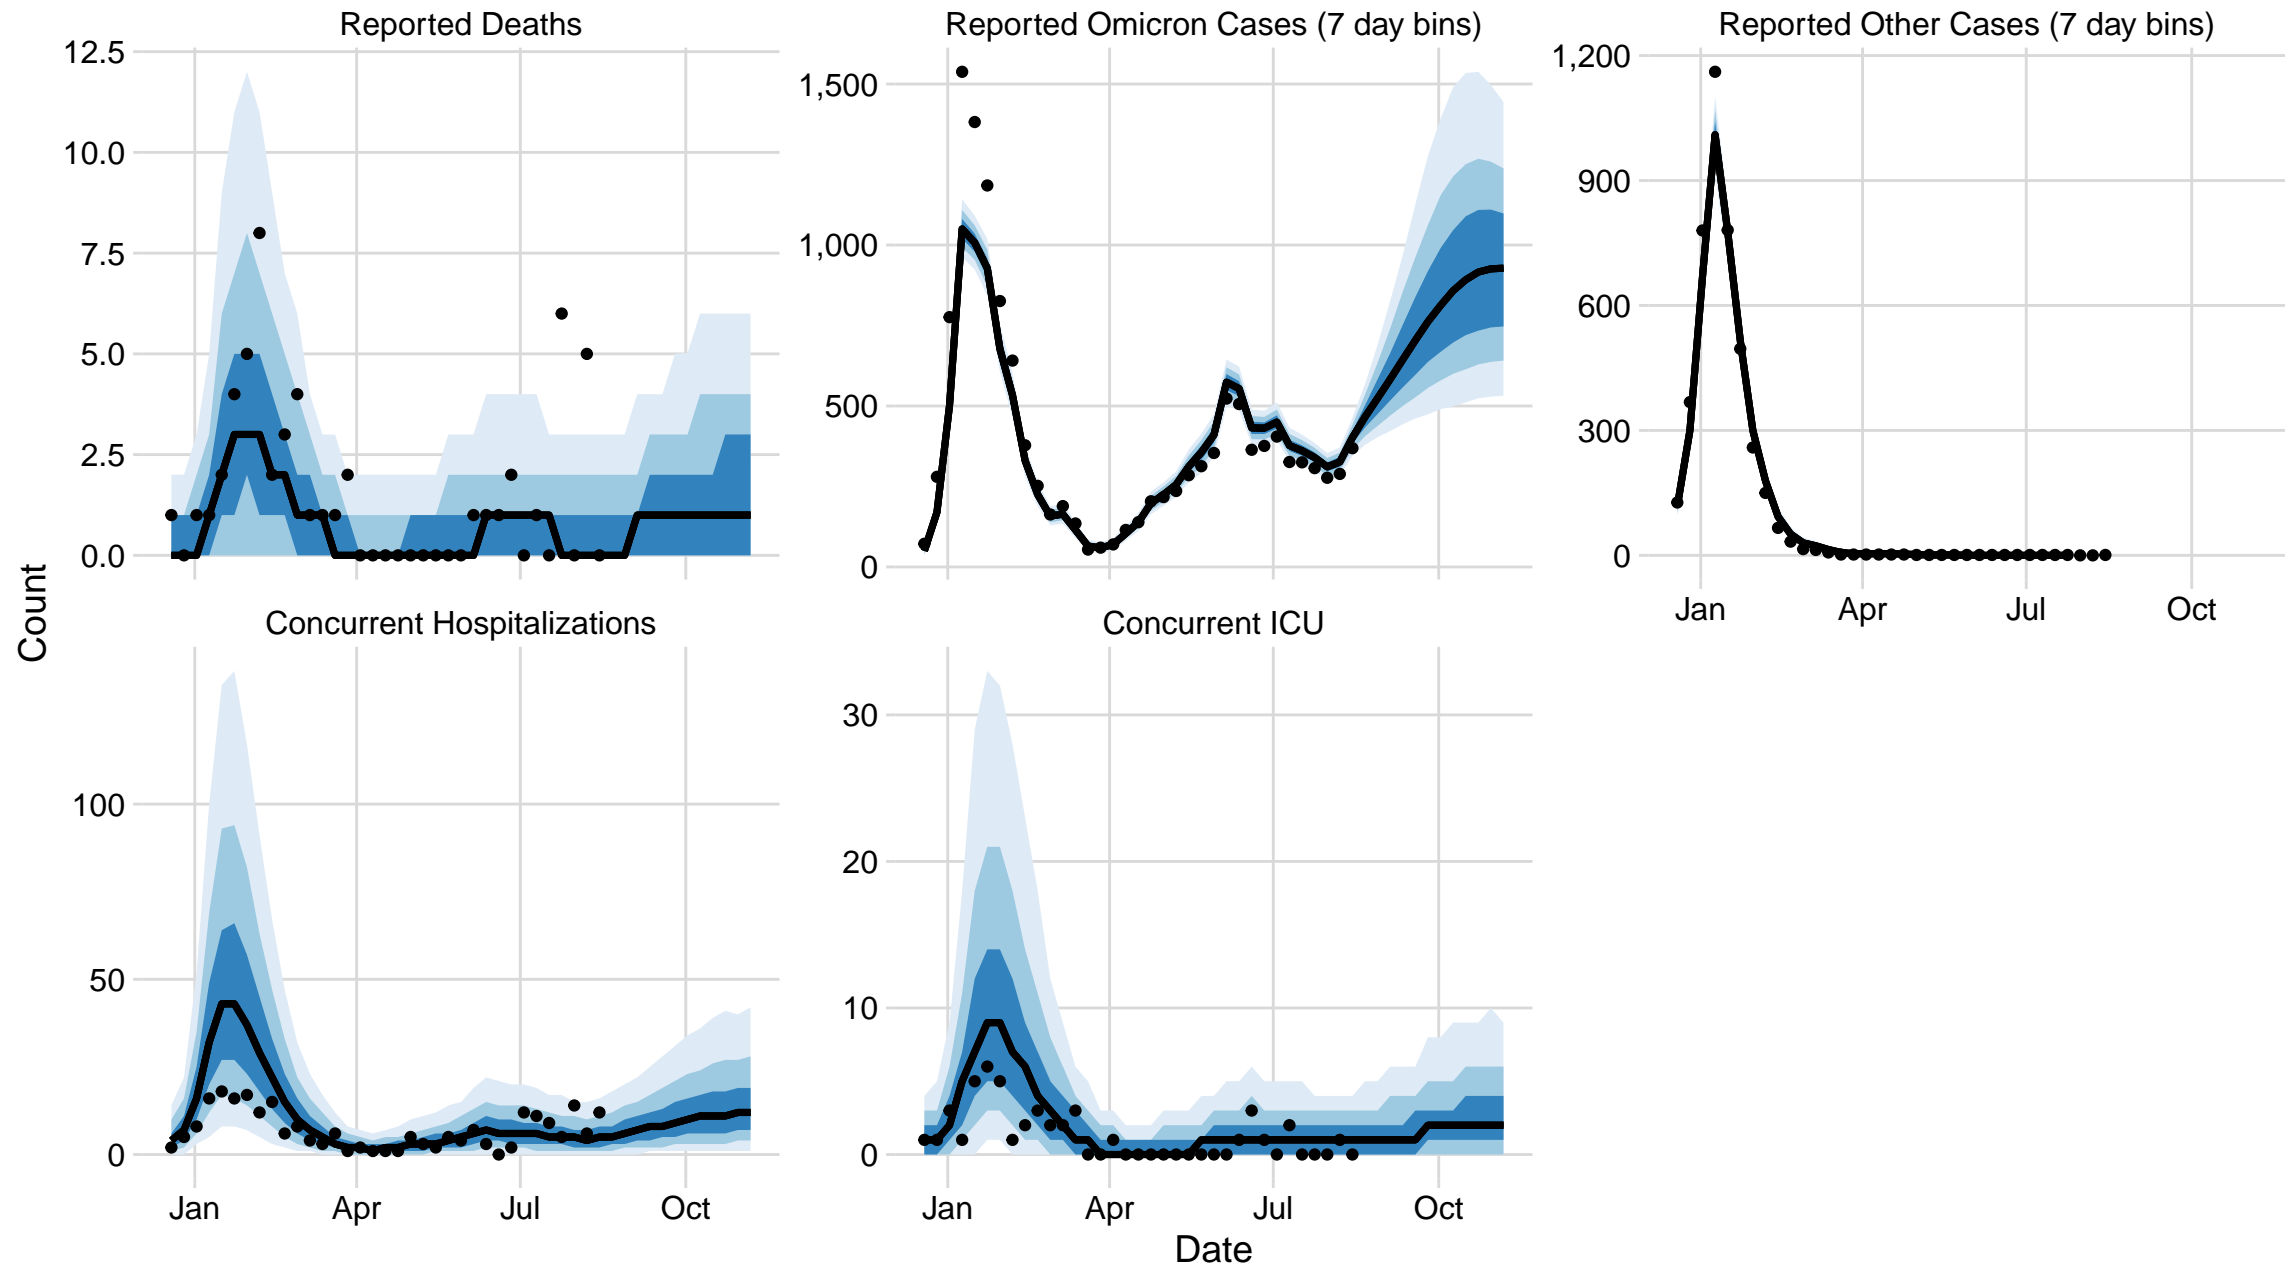 Reported Deaths
12.5
10.0
7.5
5.0
2.5
0.0
Reported Omicron Cases (7 day bins)
1,500
1,000
500
0
Reported Other Cases (7 day bins)
1,200
900
600
300
0
Jan Apr Jul Oct
Count
Concurrent Hospitalizations
100
50
0
Jan Apr Jul Oct
Concurrent ICU
30
20
10
0
Jan Apr Jul Oct
Date